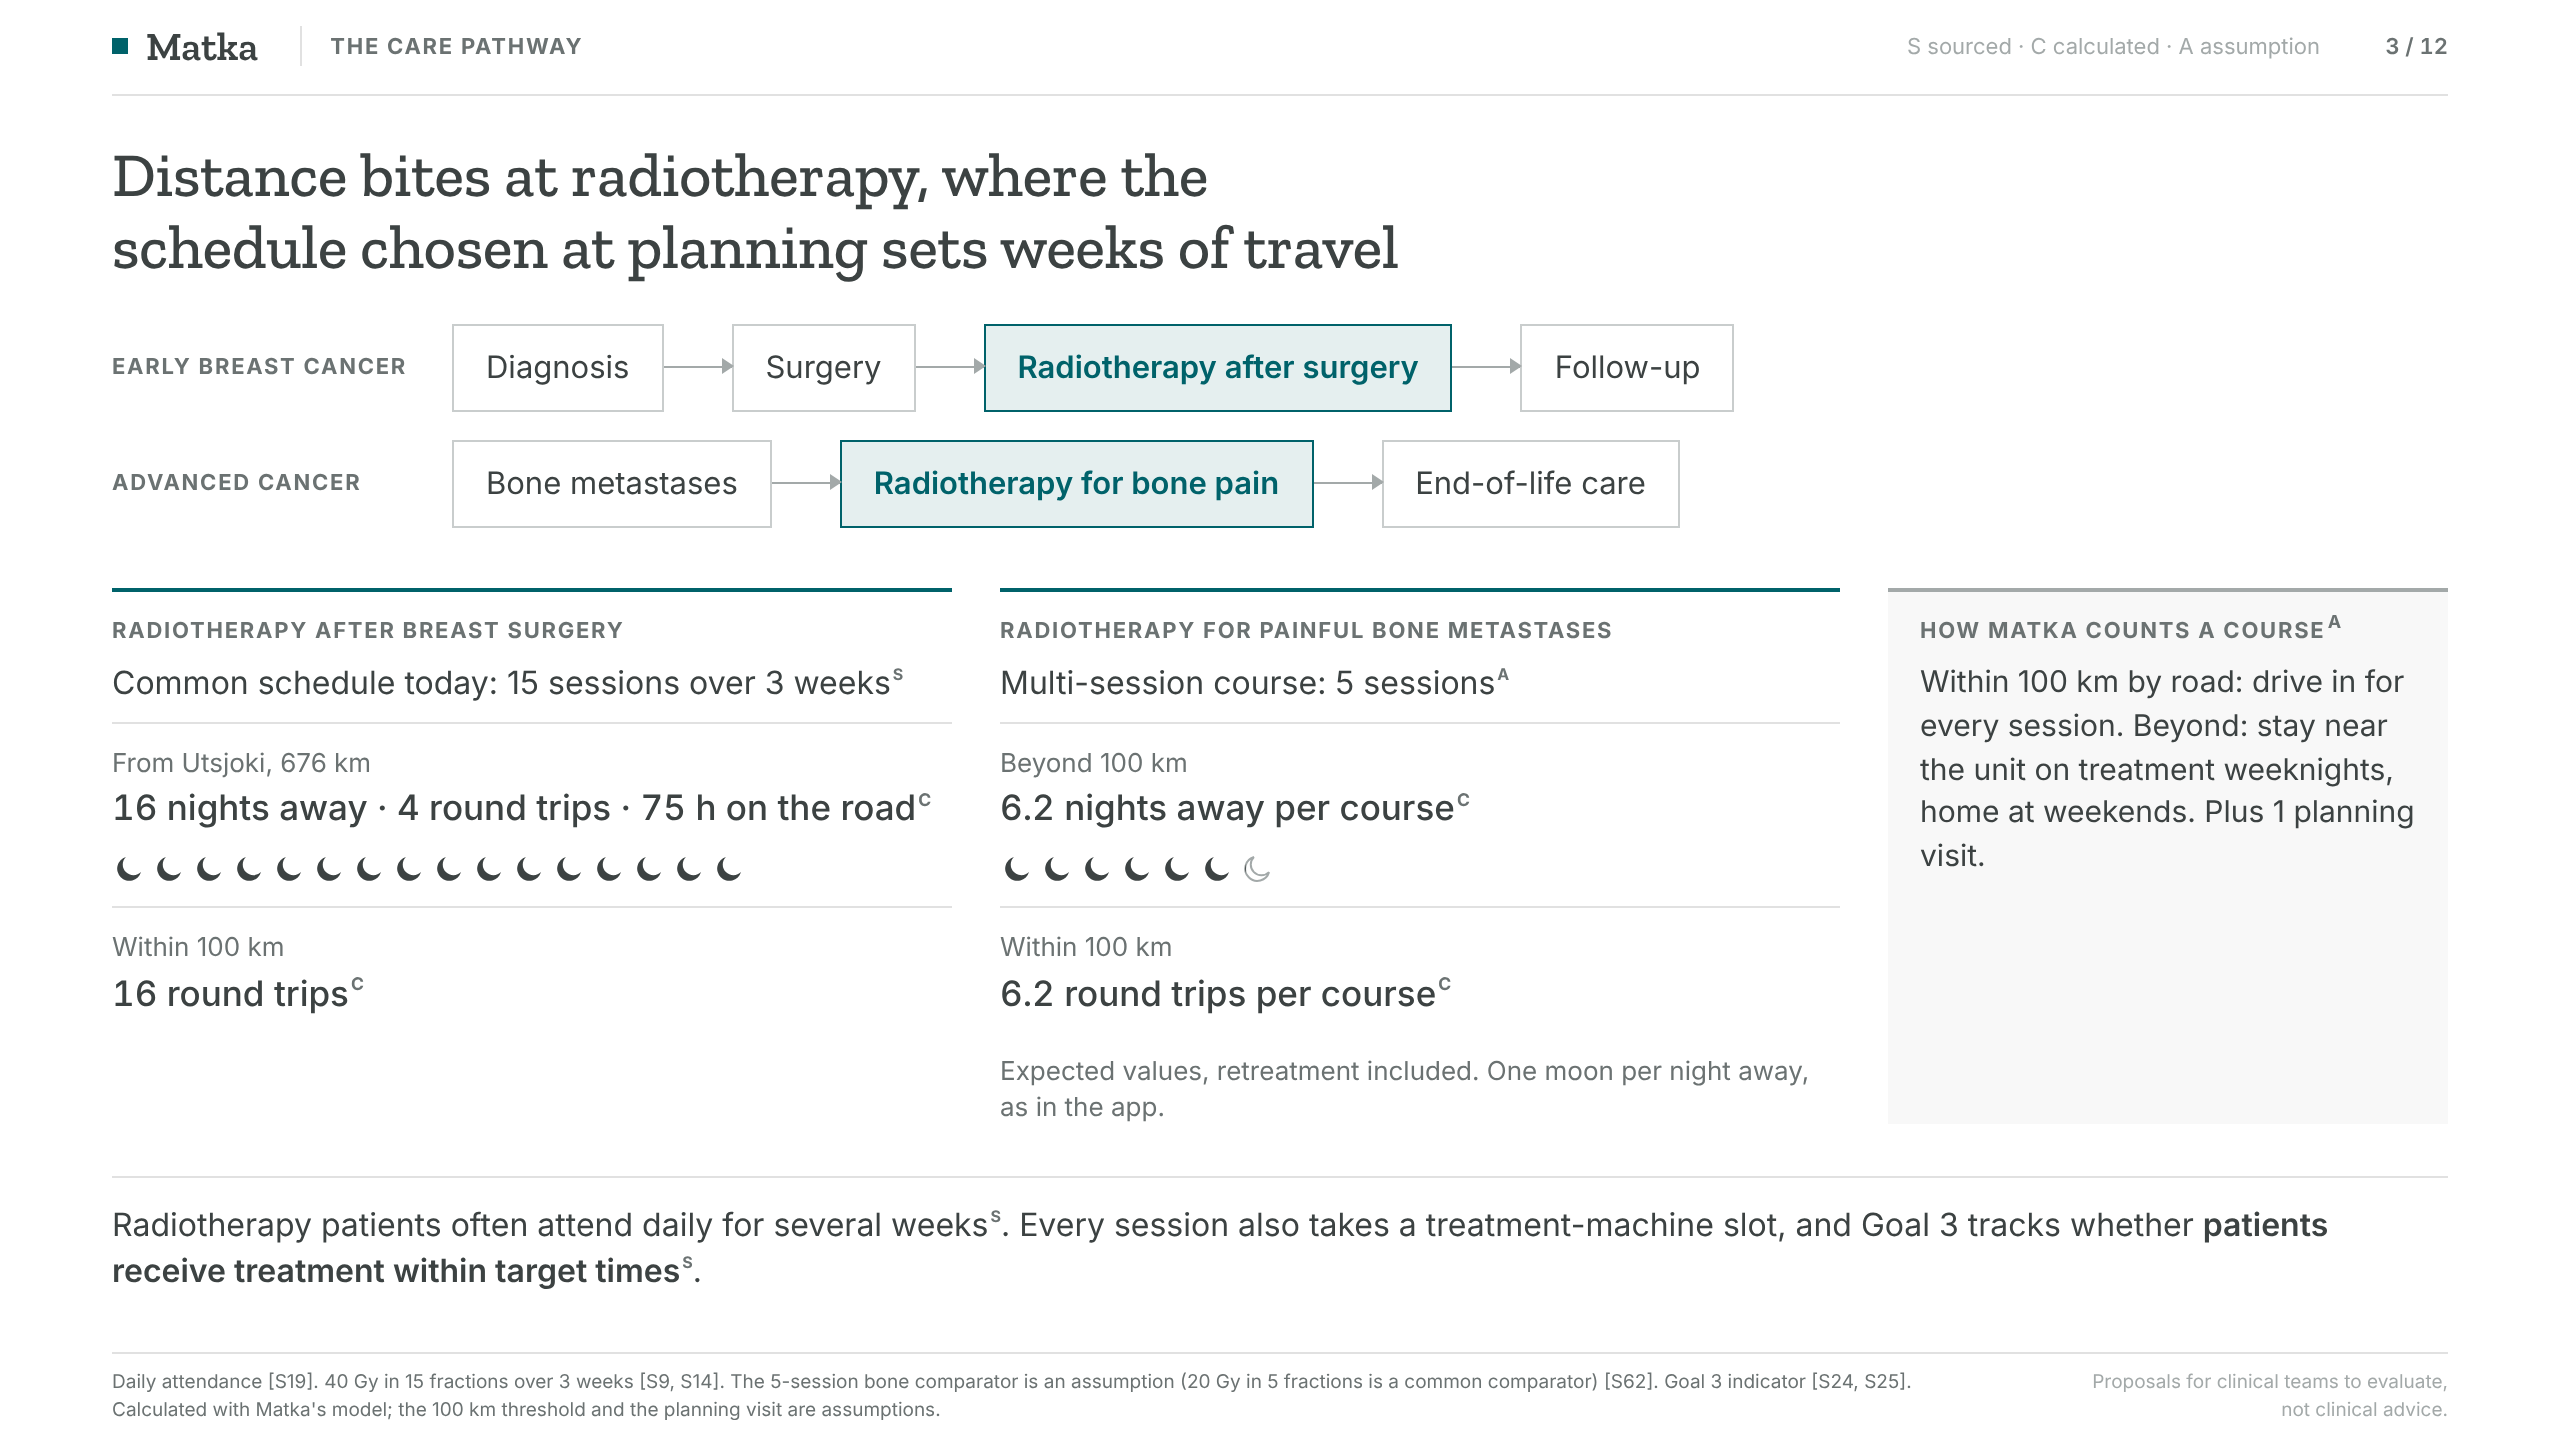 Matka
THE CARE PATHWAY
S sourced · C calculated · A assumption
3 / 12
Distance bites at radiotherapy, where the
schedule chosen at planning sets weeks of travel
EARLY BREAST CANCER
Diagnosis
Surgery
Radiotherapy after surgery
Follow-up
ADVANCED CANCER
Bone metastases
Radiotherapy for bone pain
End-of-life care
RADIOTHERAPY AFTER BREAST SURGERY
Common schedule today: 15 sessions over 3 weeks S
From Utsjoki, 676 km
16 nights away · 4 round trips · 75 h on the road C
Within 100 km
16 round trips C
RADIOTHERAPY FOR PAINFUL BONE METASTASES
Multi-session course: 5 sessions A
Beyond 100 km
6.2 nights away per course C
Within 100 km
6.2 round trips per course C
Expected values, retreatment included. One moon per night away,
as in the app.
HOW MATKA COUNTS A COURSE A
Within 100 km by road: drive in for
every session. Beyond: stay near
the unit on treatment weeknights,
home at weekends. Plus 1 planning
visit.
Radiotherapy patients often attend daily for several weeks S. Every session also takes a treatment-machine slot, and Goal 3 tracks whether patients
receive treatment within target times S.
Daily attendance [S19]. 40 Gy in 15 fractions over 3 weeks [S9, S14]. The 5-session bone comparator is an assumption (20 Gy in 5 fractions is a common comparator) [S62]. Goal 3 indicator [S24, S25].
Calculated with Matka's model; the 100 km threshold and the planning visit are assumptions.
Proposals for clinical teams to evaluate,
not clinical advice.